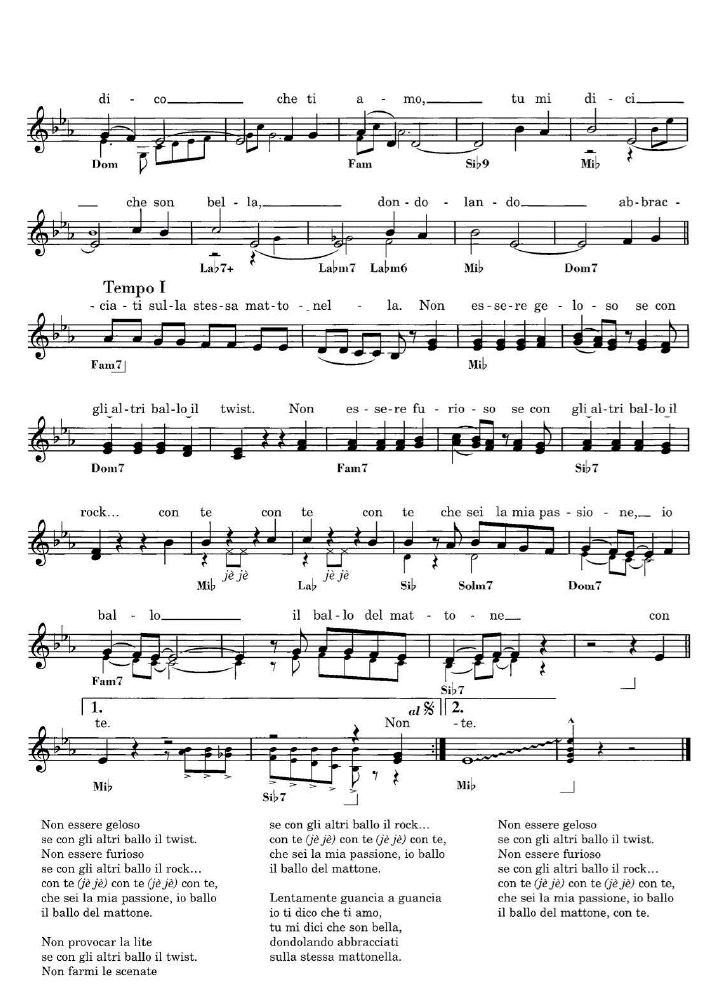 di - co che ti a - mo, tu mi di - ci
Dom Fam Si♭9 Mi♭
che son bel - la, don - do - lan - do ab - brac -
La♭7+ La♭m7 La♭m6 Mi♭ Dom7
Tempo I
- cia - ti sul - la stes - sa mat - to - nel - la. Non es - se - re ge - lo - so se con
Fam7 Mi♭
gli al - tri bal - lo il twist. Non es - se - re fu - rio - so se con gli al - tri bal - lo il
Dom7 Fam7 Si♭7
rock... con te con te con te che sei la mia pas - sio - ne, io
jè jè jè jè
Mi♭ La♭ Si♭ Solm7 Dom7
bal - lo il bal - lo del mat - to - ne con
Fam7 Si♭7
1. al 𝄋 2.
te. Non -te.
Mi♭ Si♭7 Mi♭
Non essere geloso
se con gli altri ballo il twist.
Non essere furioso
se con gli altri ballo il rock...
con te (jè jè) con te (jè jè) con te,
che sei la mia passione, io ballo
il ballo del mattone.
Non provocar la lite
se con gli altri ballo il twist.
Non farmi le scenate
se con gli altri ballo il rock...
con te (jè jè) con te (jè jè) con te,
che sei la mia passione, io ballo
il ballo del mattone.
Lentamente guancia a guancia
io ti dico che ti amo,
tu mi dici che son bella,
dondolando abbracciati
sulla stessa mattonella.
Non essere geloso
se con gli altri ballo il twist.
Non essere furioso
se con gli altri ballo il rock...
con te (jè jè) con te (jè jè) con te,
che sei la mia passione, io ballo
il ballo del mattone, con te.